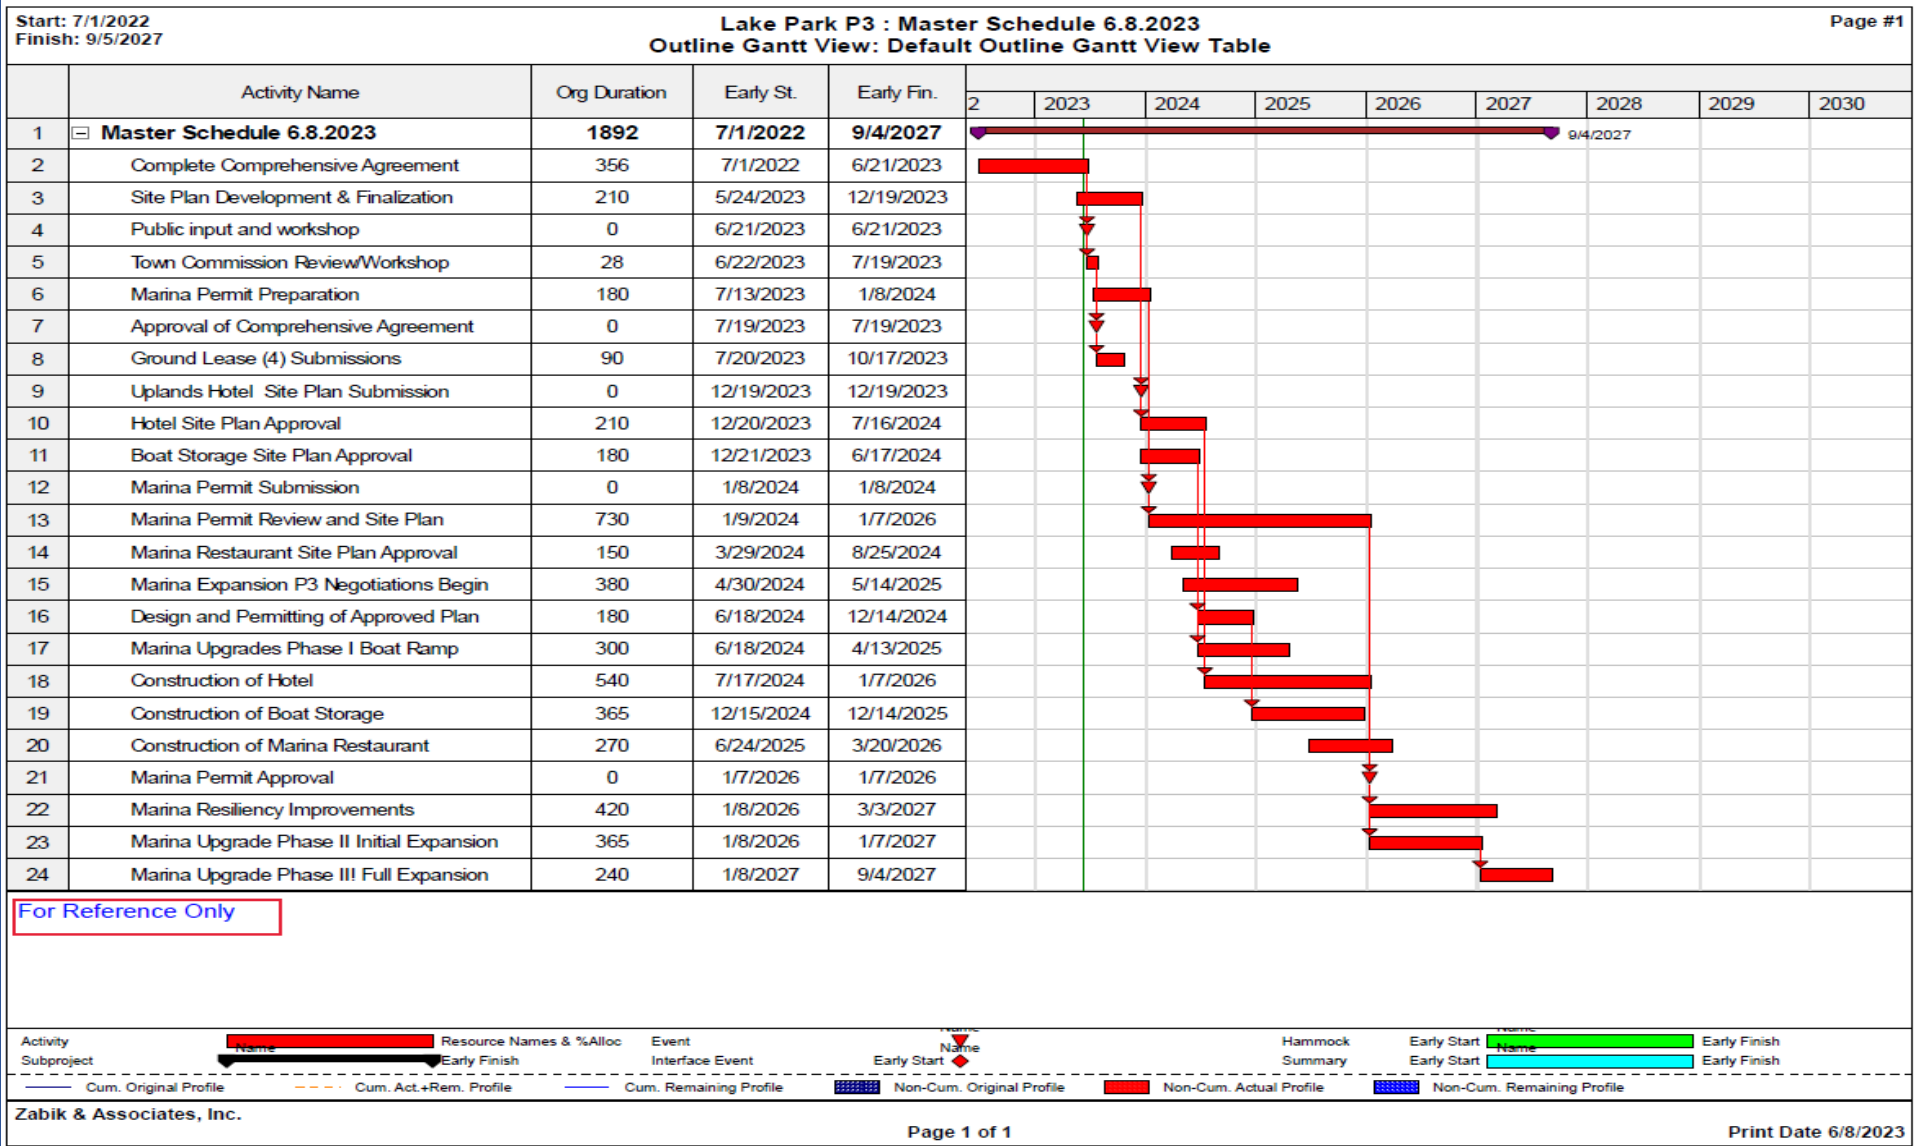 Start: 7/1/2022
Finish: 9/5/2027
Lake Park P3 : Master Schedule 6.8.2023
Outline Gantt View: Default Outline Gantt View Table
Page #1
Activity Name Org Duration Early St. Early Fin. 2 2023 2024 2025 2026 2027 2028 2029 2030
1 Master Schedule 6.8.2023 1892 7/1/2022 9/4/2027 9/4/2027
2 Complete Comprehensive Agreement 356 7/1/2022 6/21/2023
3 Site Plan Development & Finalization 210 5/24/2023 12/19/2023
4 Public input and workshop 0 6/21/2023 6/21/2023
5 Town Commission Review/Workshop 28 6/22/2023 7/19/2023
6 Marina Permit Preparation 180 7/13/2023 1/8/2024
7 Approval of Comprehensive Agreement 0 7/19/2023 7/19/2023
8 Ground Lease (4) Submissions 90 7/20/2023 10/17/2023
9 Uplands Hotel Site Plan Submission 0 12/19/2023 12/19/2023
10 Hotel Site Plan Approval 210 12/20/2023 7/16/2024
11 Boat Storage Site Plan Approval 180 12/21/2023 6/17/2024
12 Marina Permit Submission 0 1/8/2024 1/8/2024
13 Marina Permit Review and Site Plan 730 1/9/2024 1/7/2026
14 Marina Restaurant Site Plan Approval 150 3/29/2024 8/25/2024
15 Marina Expansion P3 Negotiations Begin 380 4/30/2024 5/14/2025
16 Design and Permitting of Approved Plan 180 6/18/2024 12/14/2024
17 Marina Upgrades Phase I Boat Ramp 300 6/18/2024 4/13/2025
18 Construction of Hotel 540 7/17/2024 1/7/2026
19 Construction of Boat Storage 365 12/15/2024 12/14/2025
20 Construction of Marina Restaurant 270 6/24/2025 3/20/2026
21 Marina Permit Approval 0 1/7/2026 1/7/2026
22 Marina Resiliency Improvements 420 1/8/2026 3/3/2027
23 Marina Upgrade Phase II Initial Expansion 365 1/8/2026 1/7/2027
24 Marina Upgrade Phase II! Full Expansion 240 1/8/2027 9/4/2027
For Reference Only
Activity Resource Names & %Alloc Event Name Hammock Early Start Name Early Finish
Subproject Name Early Finish Interface Event Early Start Name Summary Early Start Name Early Finish
Cum. Original Profile Cum. Act.+Rem. Profile Cum. Remaining Profile Non-Cum. Original Profile Non-Cum. Actual Profile Non-Cum. Remaining Profile
Zabik & Associates, Inc.
Page 1 of 1
Print Date 6/8/2023